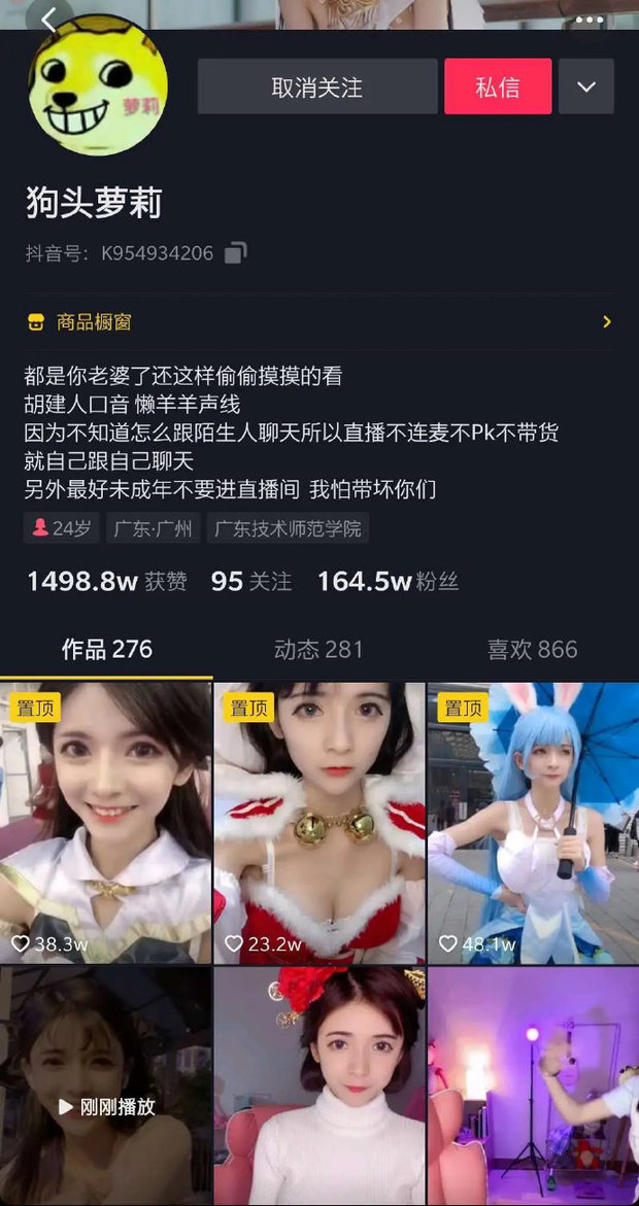 萝莉
取消关注
私信
狗头萝莉
抖音号：K954934206
商品橱窗
都是你老婆了还这样偷偷摸摸的看
胡建人口音 懒羊羊声线
因为不知道怎么跟陌生人聊天所以直播不连麦不Pk不带货
就自己跟自己聊天
另外最好未成年不要进直播间 我怕带坏你们
24岁 广东·广州 广东技术师范学院
1498.8w 获赞 95 关注 164.5w 粉丝
作品 276 动态 281 喜欢 866
置顶 置顶 置顶
38.3w 23.2w 48.1w
刚刚播放